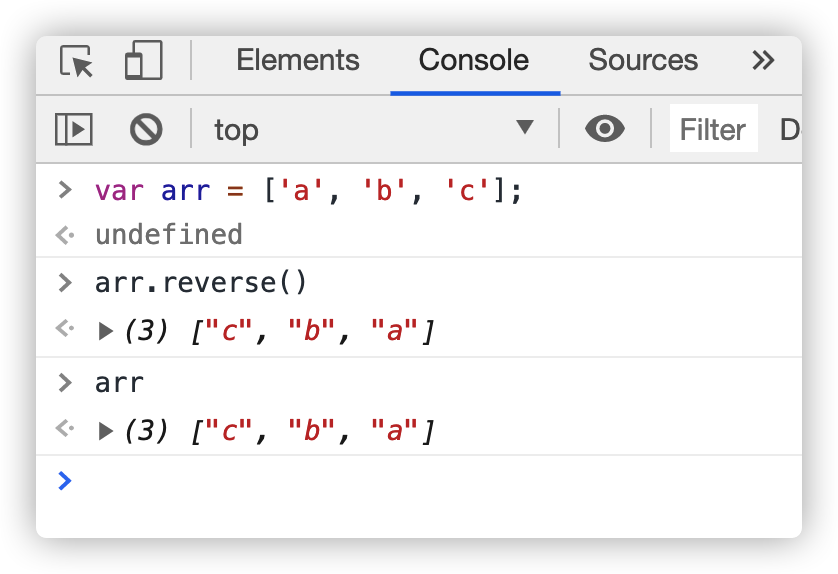 Elements Console Sources
top Filter D
var arr = ['a', 'b', 'c'];
undefined
arr.reverse()
(3) ["c", "b", "a"]
arr
(3) ["c", "b", "a"]